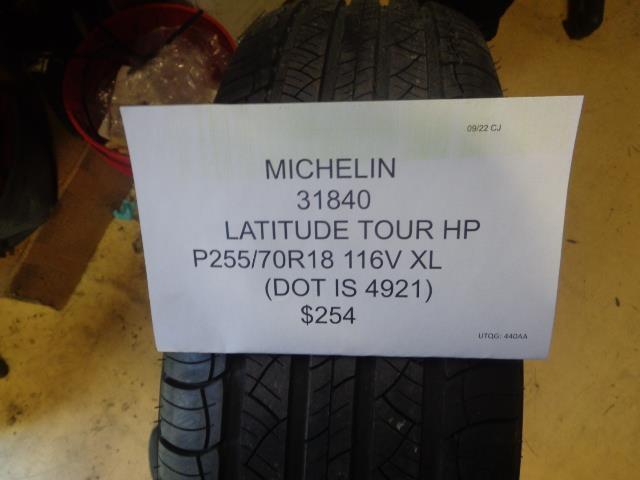 09/22 CJ
MICHELIN
31840
LATITUDE TOUR HP
P255/70R18 116V XL
(DOT IS 4921)
$254
UTQG: 440AA